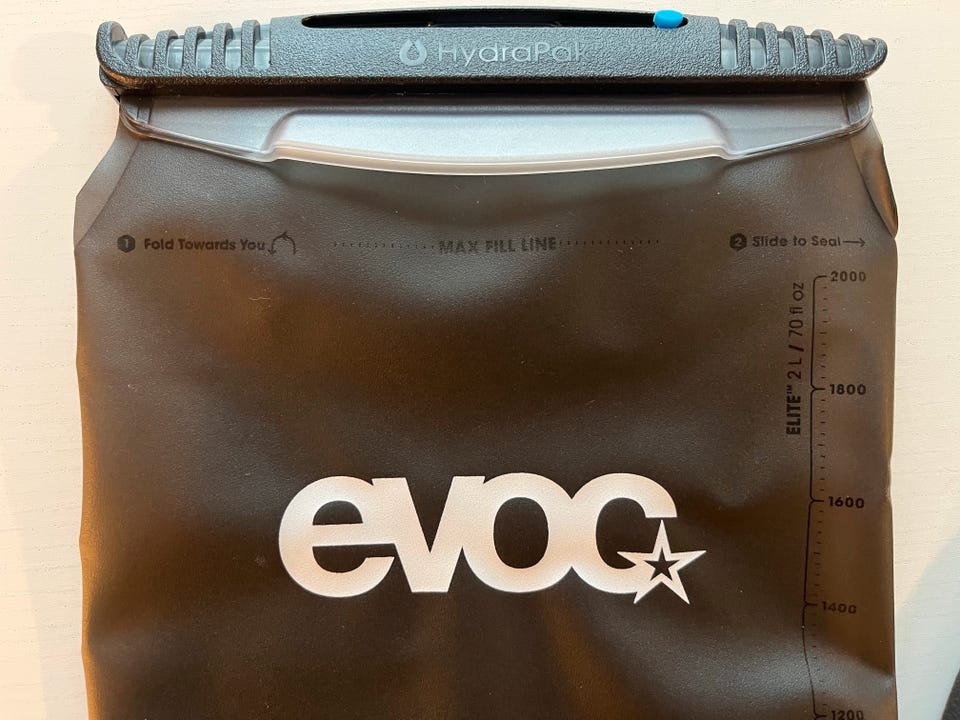 HydraPak
1 Fold Towards You
MAX FILL LINE
2 Slide to Seal
2000
ELITE™ 2 L / 70 fl oz
1800
evoc
1600
1400
1200